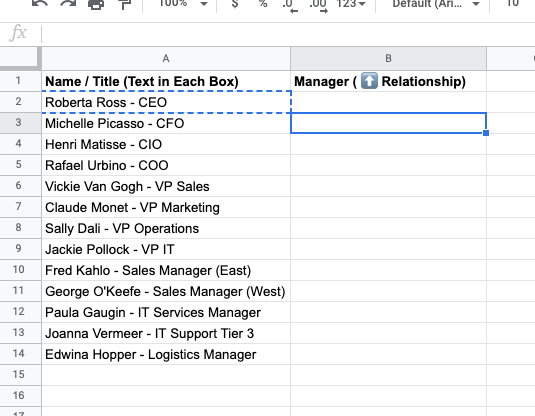 100% $ % .0 .00 123 Default (Ari... 10
fx
A B
1 Name / Title (Text in Each Box) Manager ( ⬆️ Relationship)
2 Roberta Ross - CEO
3 Michelle Picasso - CFO
4 Henri Matisse - CIO
5 Rafael Urbino - COO
6 Vickie Van Gogh - VP Sales
7 Claude Monet - VP Marketing
8 Sally Dali - VP Operations
9 Jackie Pollock - VP IT
10 Fred Kahlo - Sales Manager (East)
11 George O'Keefe - Sales Manager (West)
12 Paula Gaugin - IT Services Manager
13 Joanna Vermeer - IT Support Tier 3
14 Edwina Hopper - Logistics Manager
15
16